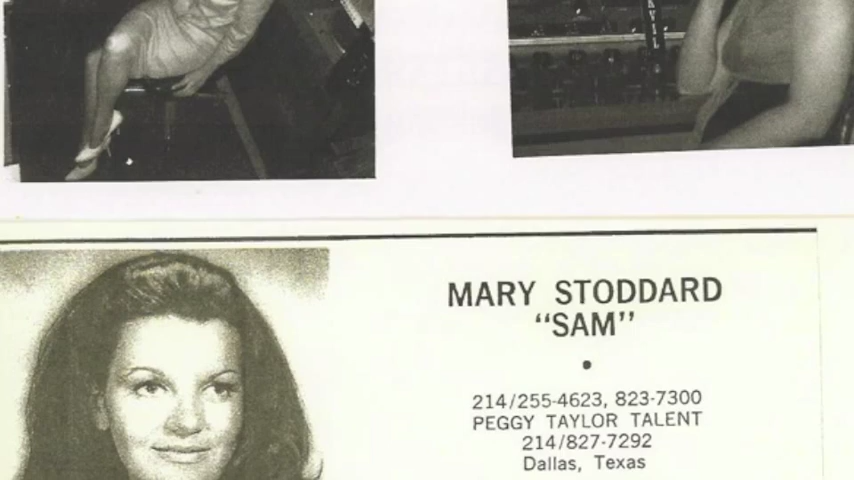 MARY STODDARD
“SAM”
•
214/255-4623, 823-7300
PEGGY TAYLOR TALENT
214/827-7292
Dallas, Texas